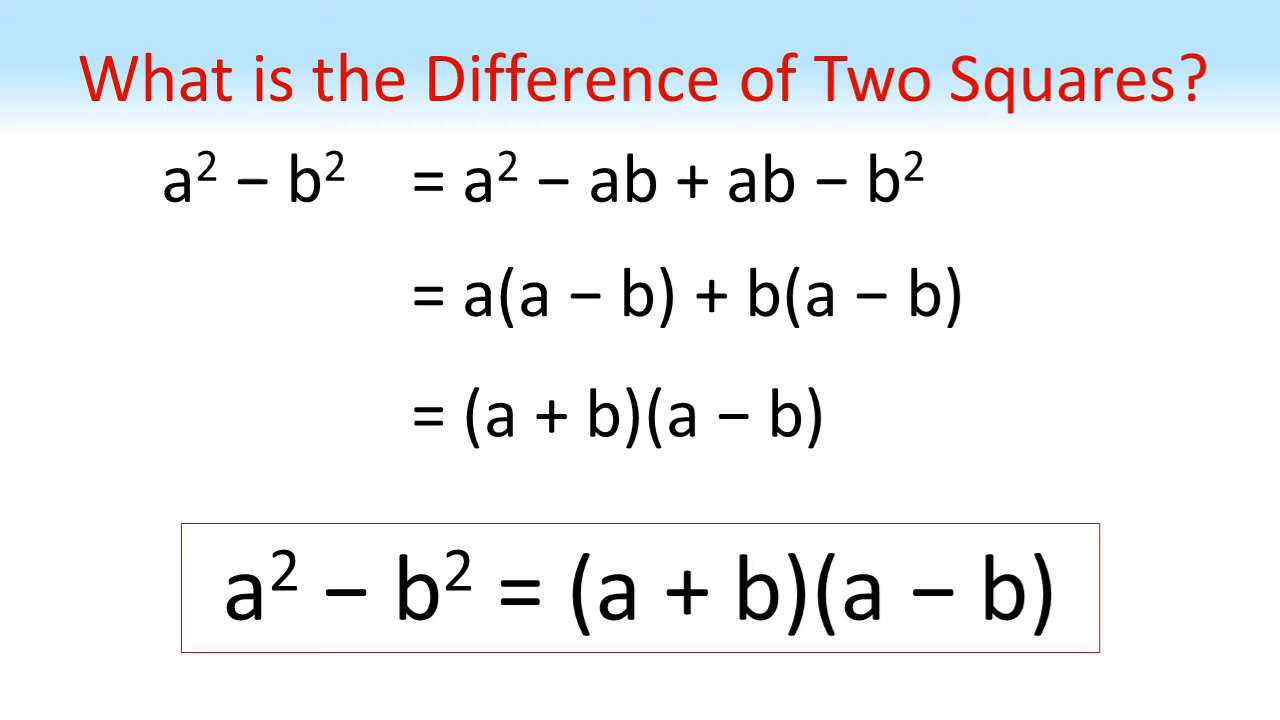 What is the Difference of Two Squares?
a² − b² = a² − ab + ab − b²
= a(a − b) + b(a − b)
= (a + b)(a − b)
a² − b² = (a + b)(a − b)